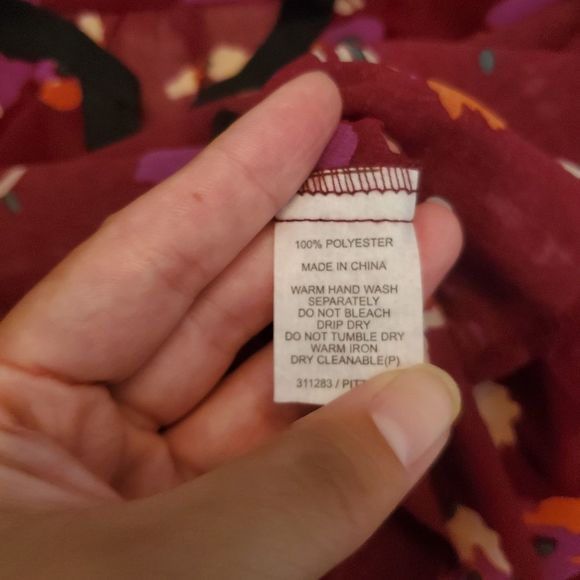 100% POLYESTER
MADE IN CHINA
WARM HAND WASH
SEPARATELY
DO NOT BLEACH
DRIP DRY
DO NOT TUMBLE DRY
WARM IRON
DRY CLEANABLE(P)
311283 /